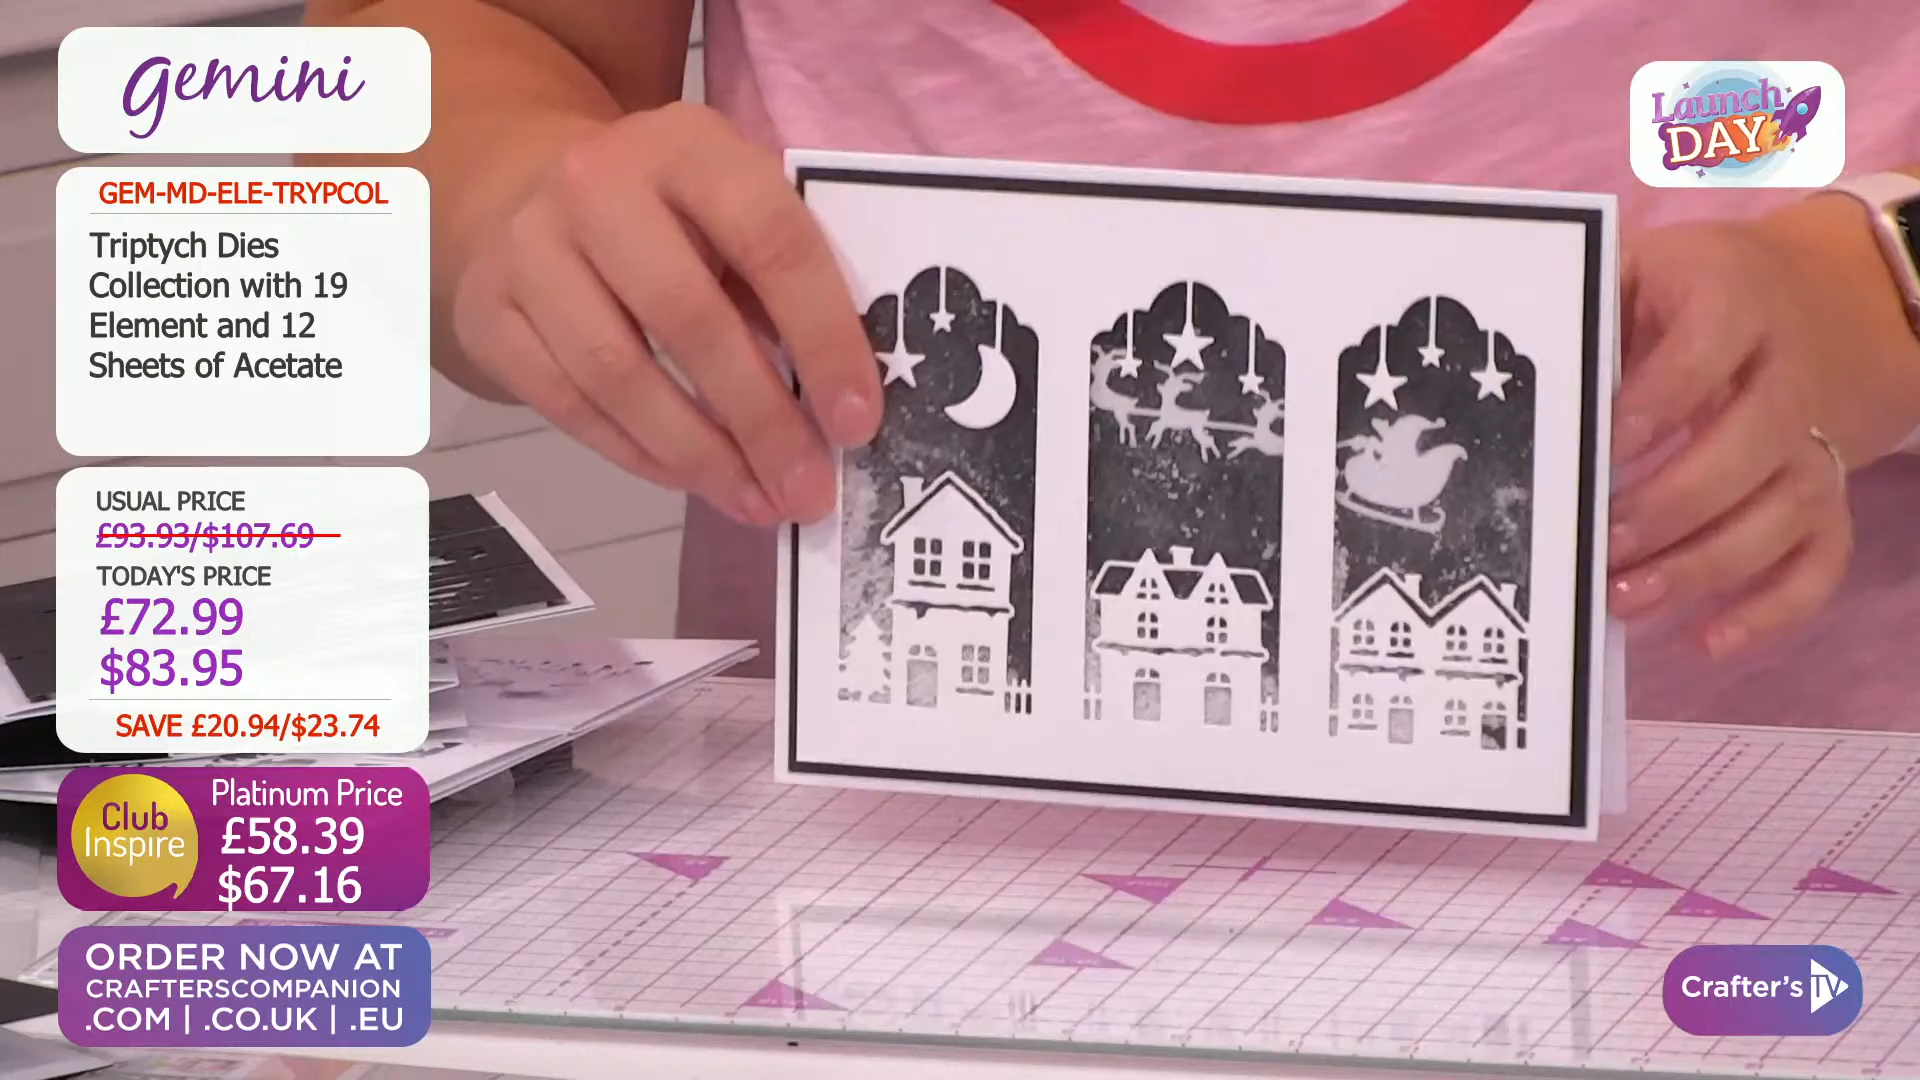 gemini
GEM-MD-ELE-TRYPCOL
Triptych Dies
Collection with 19
Element and 12
Sheets of Acetate
USUAL PRICE
£93.93/$107.69
TODAY'S PRICE
£72.99
$83.95
SAVE £20.94/$23.74
Club
Inspire
Platinum Price
£58.39
$67.16
ORDER NOW AT
CRAFTERSCOMPANION
.COM | .CO.UK | .EU
Launch
DAY
Crafter's TV